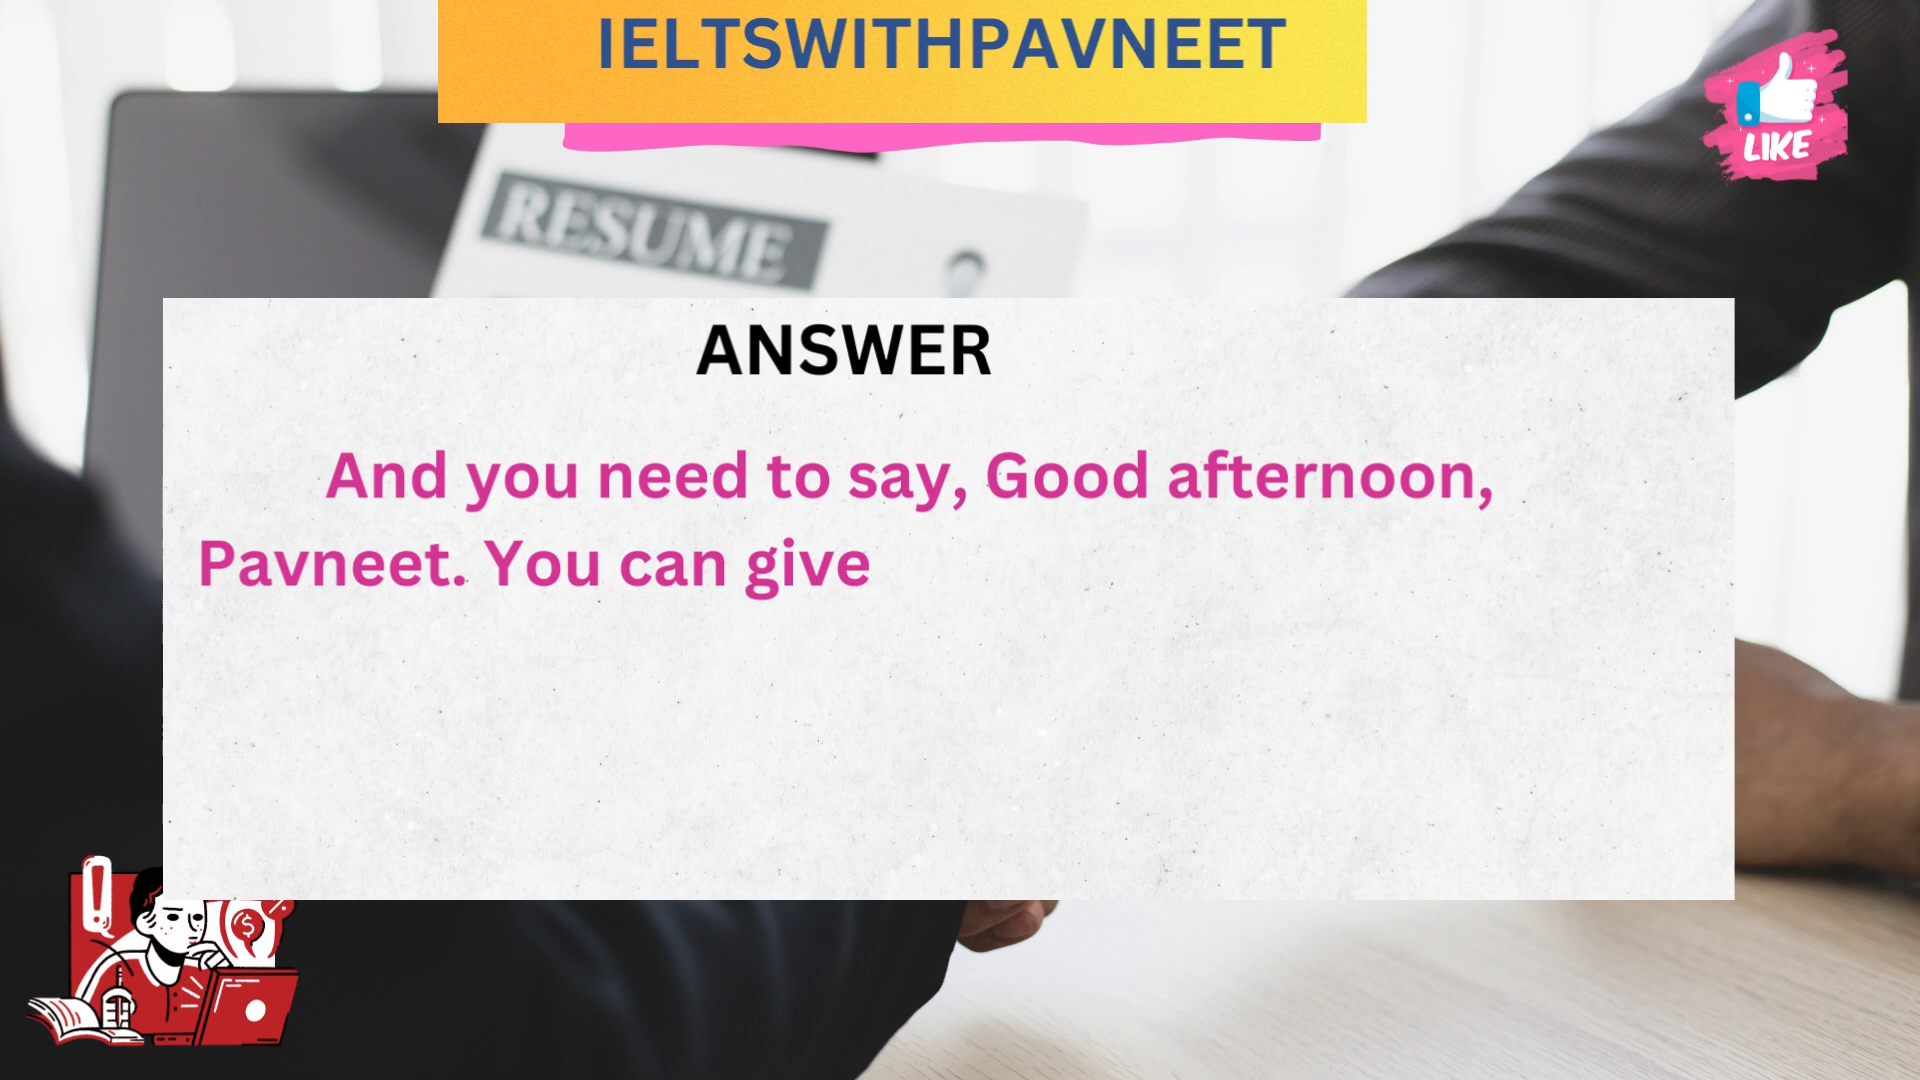 IELTSWITHPAVNEET
LIKE
RESUME
ANSWER
And you need to say, Good afternoon,
Pavneet. You can give